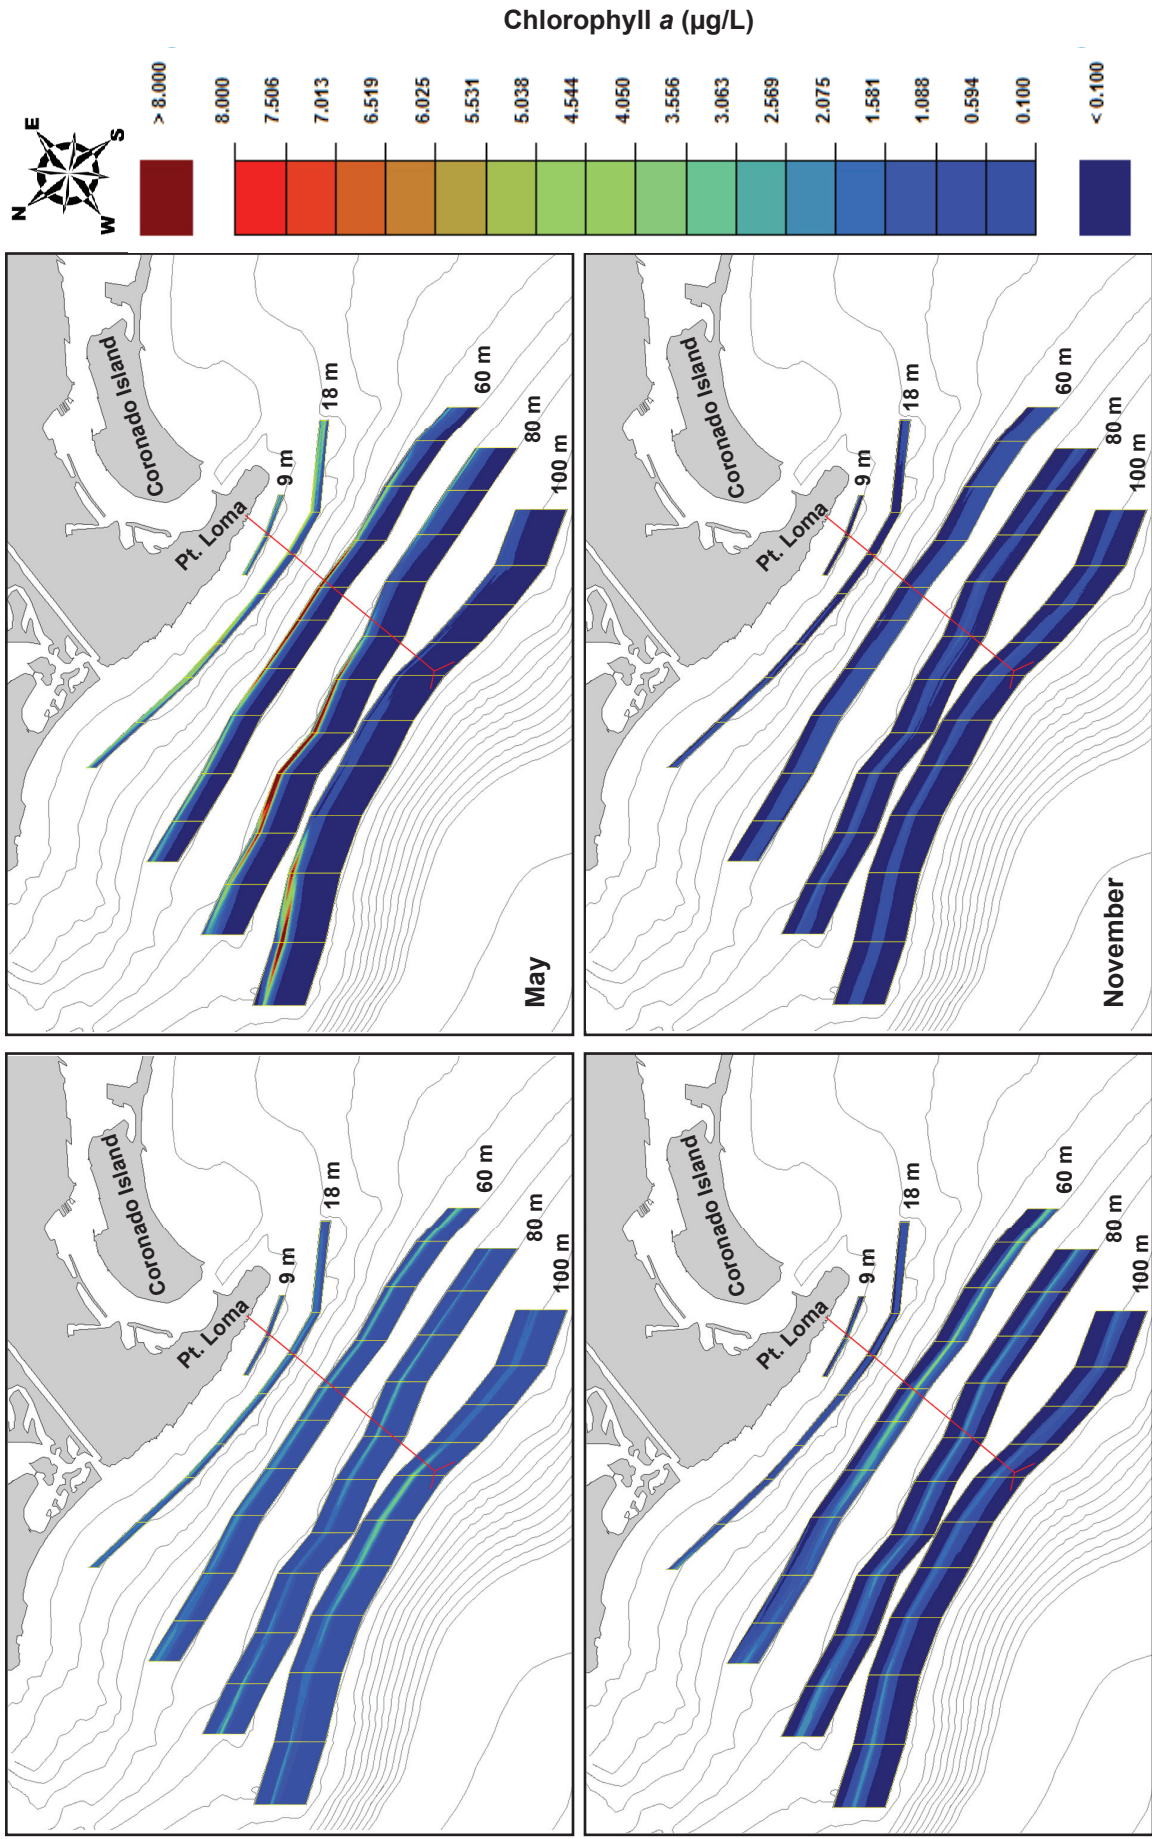 Chlorophyll a (µg/L)
N
E
S
W
> 8.000
8.000
7.506
7.013
6.519
6.025
5.531
5.038
4.544
4.050
3.556
3.063
2.569
2.075
1.581
1.088
0.594
0.100
< 0.100
Coronado Island
Pt. Loma
9 m
18 m
60 m
80 m
100 m
Coronado Island
Pt. Loma
9 m
18 m
60 m
80 m
100 m
May
Coronado Island
Pt. Loma
9 m
18 m
60 m
80 m
100 m
Coronado Island
Pt. Loma
9 m
18 m
60 m
80 m
100 m
November